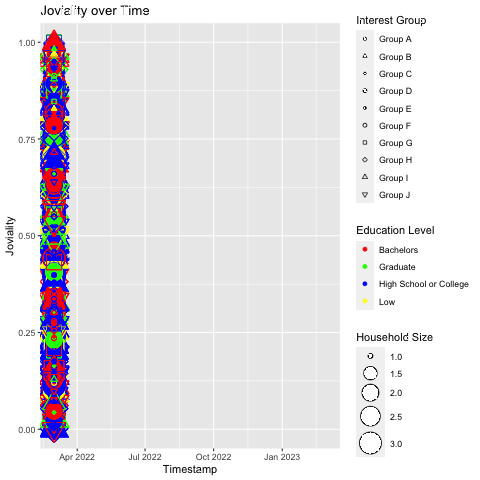 Joviality over Time
1.00
0.75
0.50
0.25
0.00
Joviality
Apr 2022
Jul 2022
Oct 2022
Jan 2023
Timestamp
Interest Group
Group A
Group B
Group C
Group D
Group E
Group F
Group G
Group H
Group I
Group J
Education Level
Bachelors
Graduate
High School or College
Low
Household Size
1.0
1.5
2.0
2.5
3.0